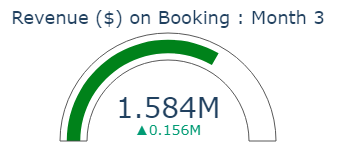 Revenue ($) on Booking : Month 3
1.584M
▲0.156M